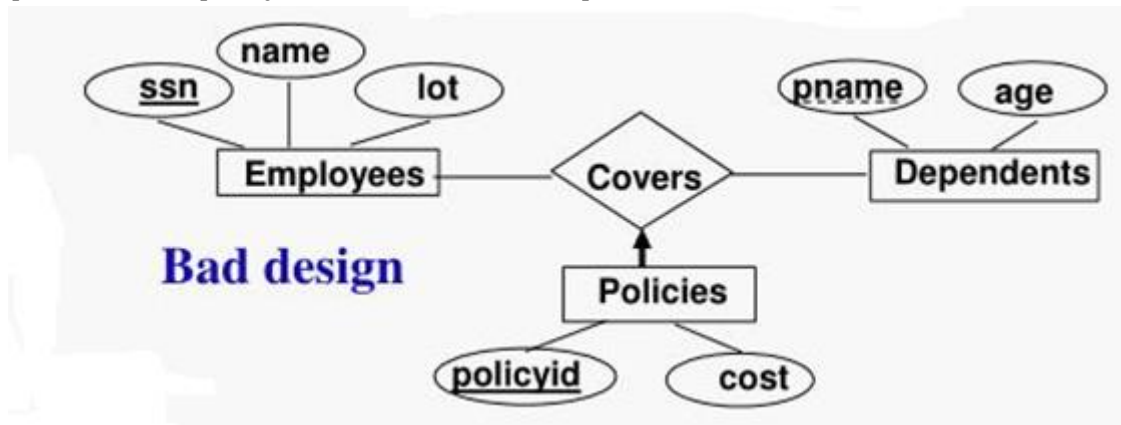 name
ssn
lot
pname
age
Employees
Covers
Dependents
Bad design
Policies
policyid
cost